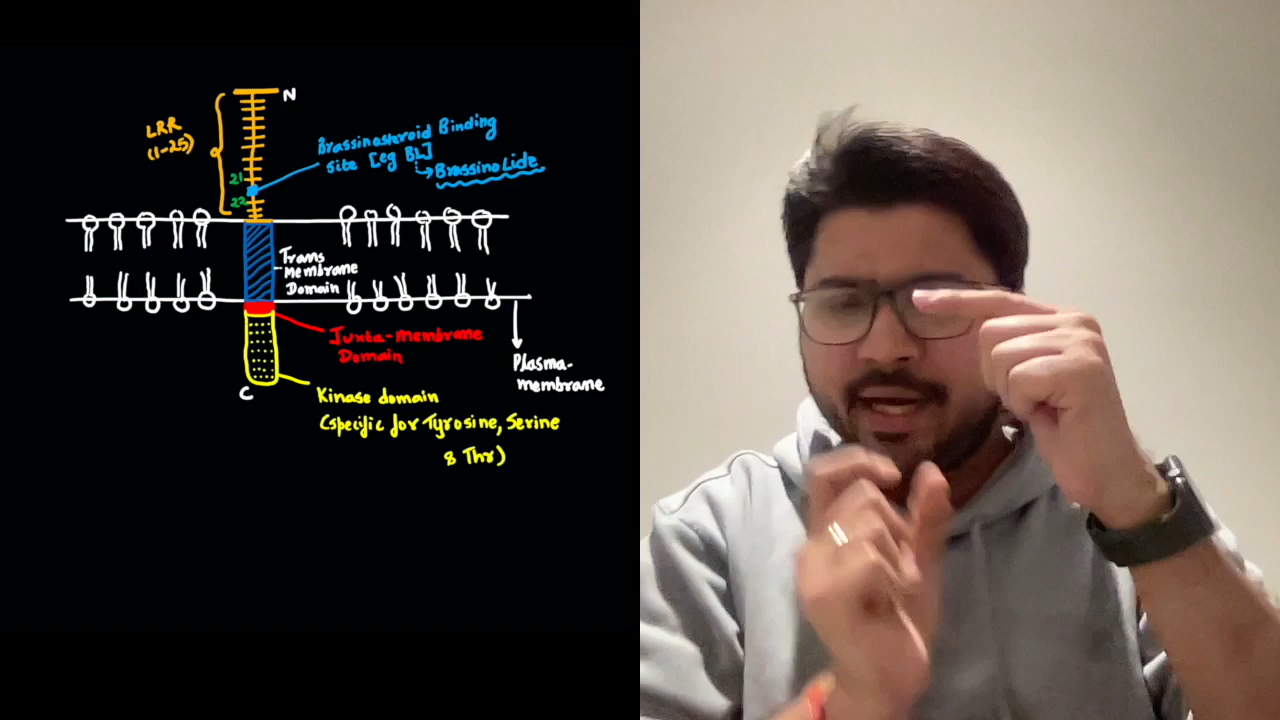 N
LRR
(1-25)
Brassinosteroid Binding
site [eg BL]
→ Brassinolide
21
22
Trans
Membrane
Domain
Juxta-membrane
Domain
Plasma-
membrane
C
Kinase domain
(specific for Tyrosine, Serine
& Thr)